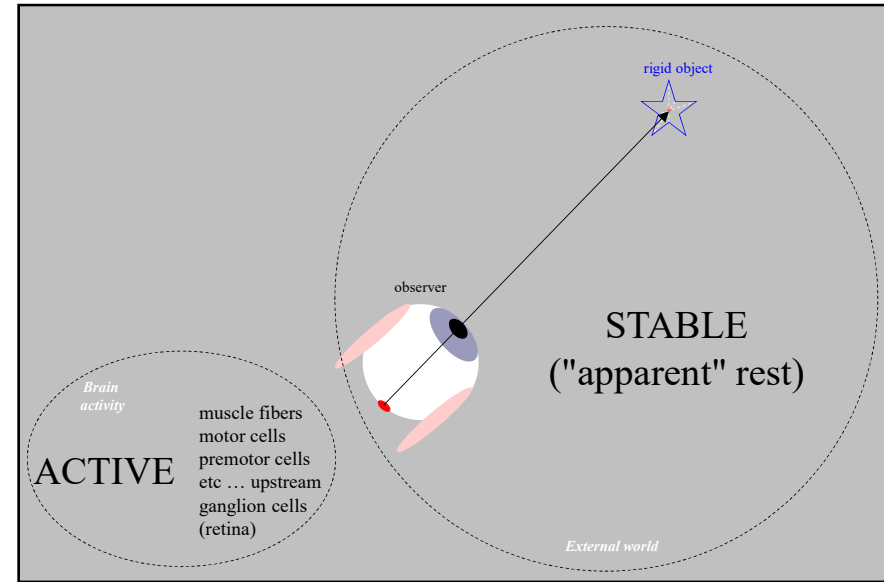 rigid object
observer
STABLE
("apparent" rest)
Brain
activity
ACTIVE
muscle fibers
motor cells
premotor cells
etc … upstream
ganglion cells
(retina)
External world